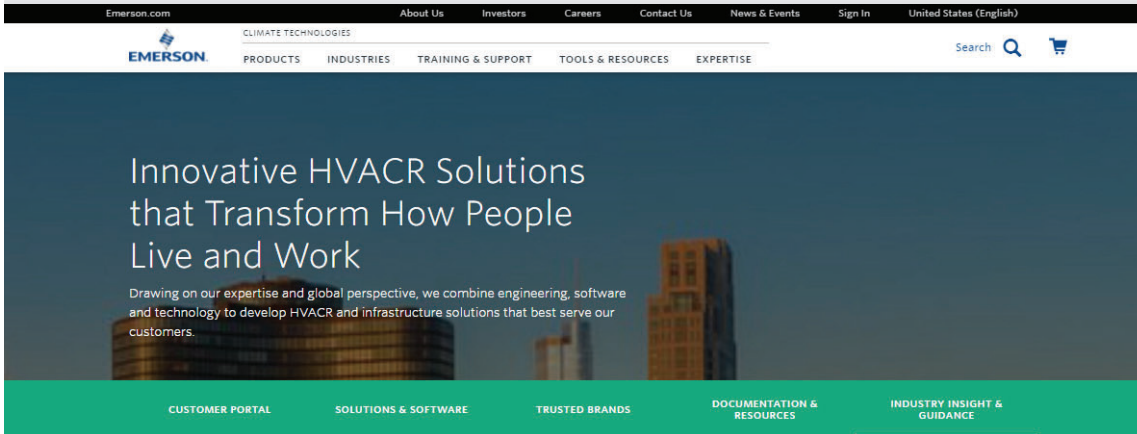 Emerson.com About Us Investors Careers Contact Us News & Events Sign In United States (English)
CLIMATE TECHNOLOGIES
EMERSON.
PRODUCTS INDUSTRIES TRAINING & SUPPORT TOOLS & RESOURCES EXPERTISE
Search
Innovative HVACR Solutions
that Transform How People
Live and Work
Drawing on our expertise and global perspective, we combine engineering, software
and technology to develop HVACR and infrastructure solutions that best serve our
customers.
CUSTOMER PORTAL SOLUTIONS & SOFTWARE TRUSTED BRANDS DOCUMENTATION & INDUSTRY INSIGHT &
RESOURCES GUIDANCE